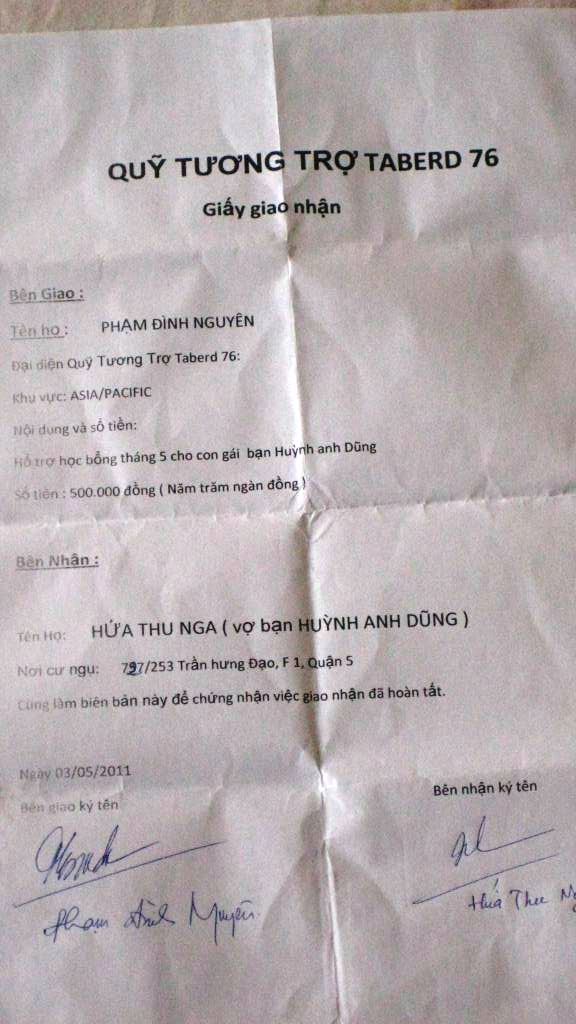 QUỸ TƯƠNG TRỢ TABERD 76
Giấy giao nhận
Bên Giao :
Tên họ : PHẠM ĐÌNH NGUYÊN
Đại diện Quỹ Tương Trợ Taberd 76:
Khu vực: ASIA/PACIFIC
Nội dung và số tiền:
Hổ trợ học bổng tháng 5 cho con gái bạn Huỳnh anh Dũng
Số tiền : 500.000 đồng ( Năm trăm ngàn đồng )
Bên Nhận :
Tên Họ: HỨA THU NGA ( vợ bạn HUỲNH ANH DŨNG )
Nơi cư ngụ: /253 Trần hưng Đạo, F 1, Quận 5
Cùng làm biên bản này để chứng nhận việc giao nhận đã hoàn tất.
Ngày 03/05/2011
Bên giao ký tên
Bên nhận ký tên
Phạm Đình Nguyên
Hứa Thu N